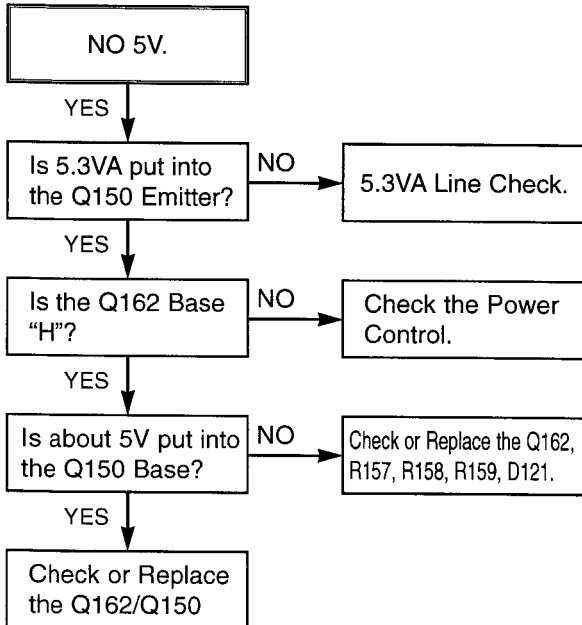 NO 5V.
YES
Is 5.3VA put into
the Q150 Emitter?
NO
5.3VA Line Check.
YES
Is the Q162 Base
“H”?
NO
Check the Power
Control.
YES
Is about 5V put into
the Q150 Base?
NO
Check or Replace the Q162,
R157, R158, R159, D121.
YES
Check or Replace
the Q162/Q150